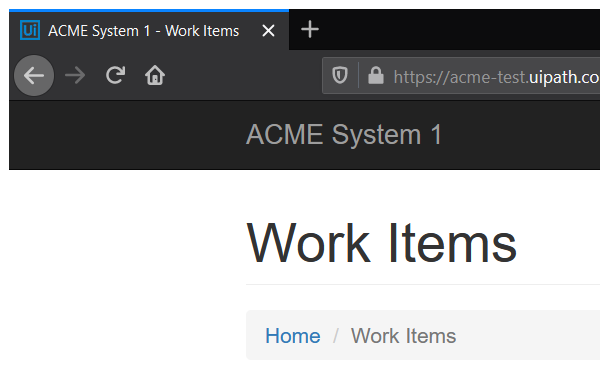 Ui ACME System 1 - Work Items
https://acme-test.uipath.co
ACME System 1
Work Items
Home / Work Items